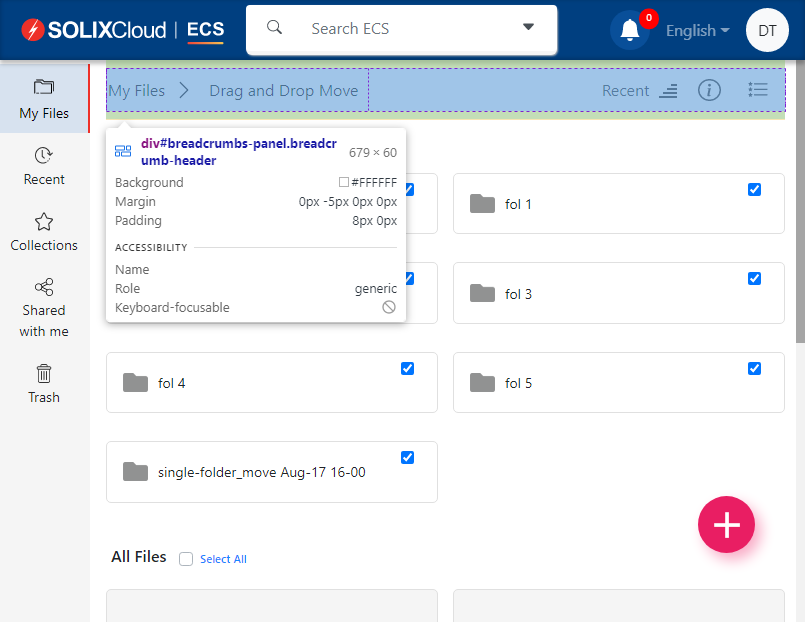 SOLIXCloud | ECS
Search ECS
0
English
DT
My Files
Recent
Collections
Shared
with me
Trash
My Files > Drag and Drop Move
Recent
div#breadcrumbs-panel.breadcr
umb-header
679 × 60
Background #FFFFFF
Margin 0px -5px 0px 0px
Padding 8px 0px
ACCESSIBILITY
Name
Role generic
Keyboard-focusable
fol 1
fol 3
fol 4
fol 5
single-folder_move Aug-17 16-00
All Files
Select All